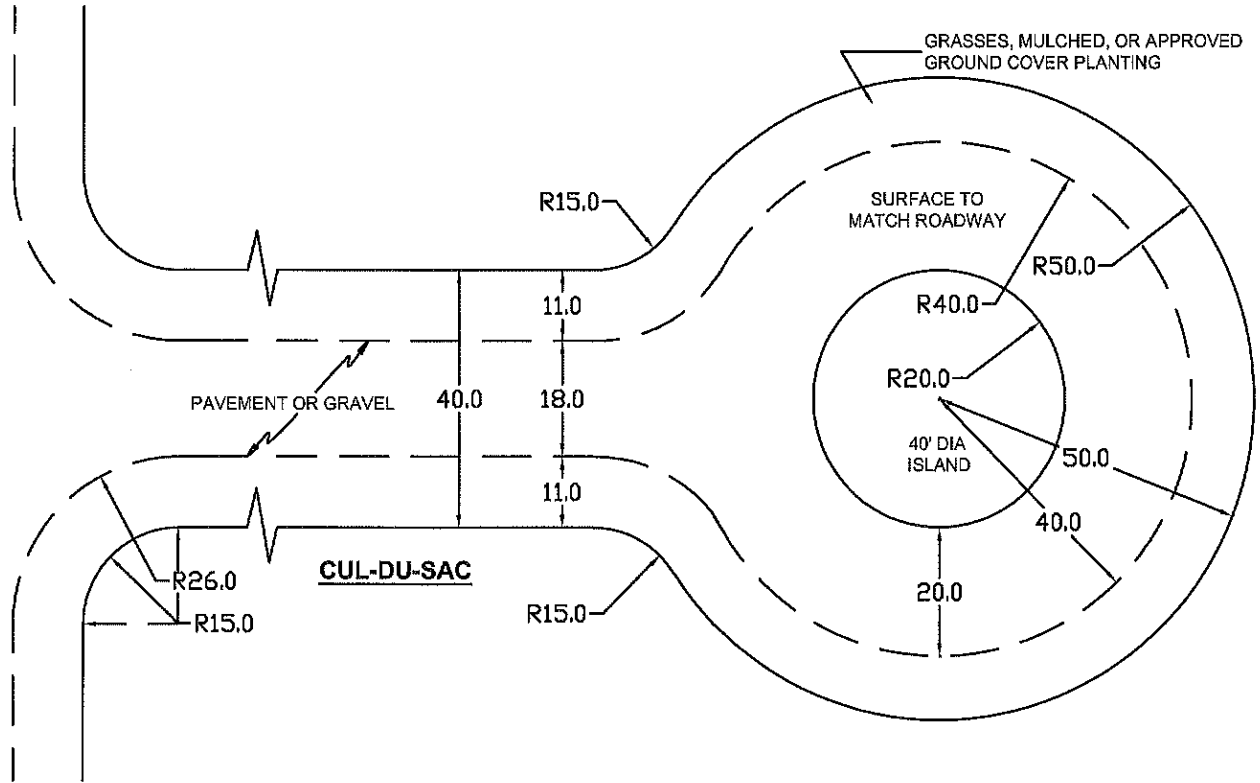 GRASSES, MULCHED, OR APPROVED
GROUND COVER PLANTING
R15.0
SURFACE TO
MATCH ROADWAY
R50.0
11.0
R40.0
R20.0
PAVEMENT OR GRAVEL
40.0
18.0
40' DIA
ISLAND
50.0
11.0
40.0
CUL-DU-SAC
R26.0
20.0
R15.0
R15.0